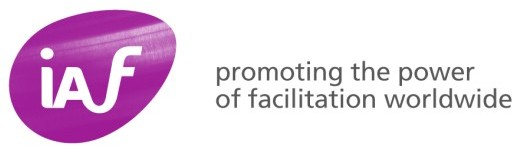 iAF
promoting the power
of facilitation worldwide